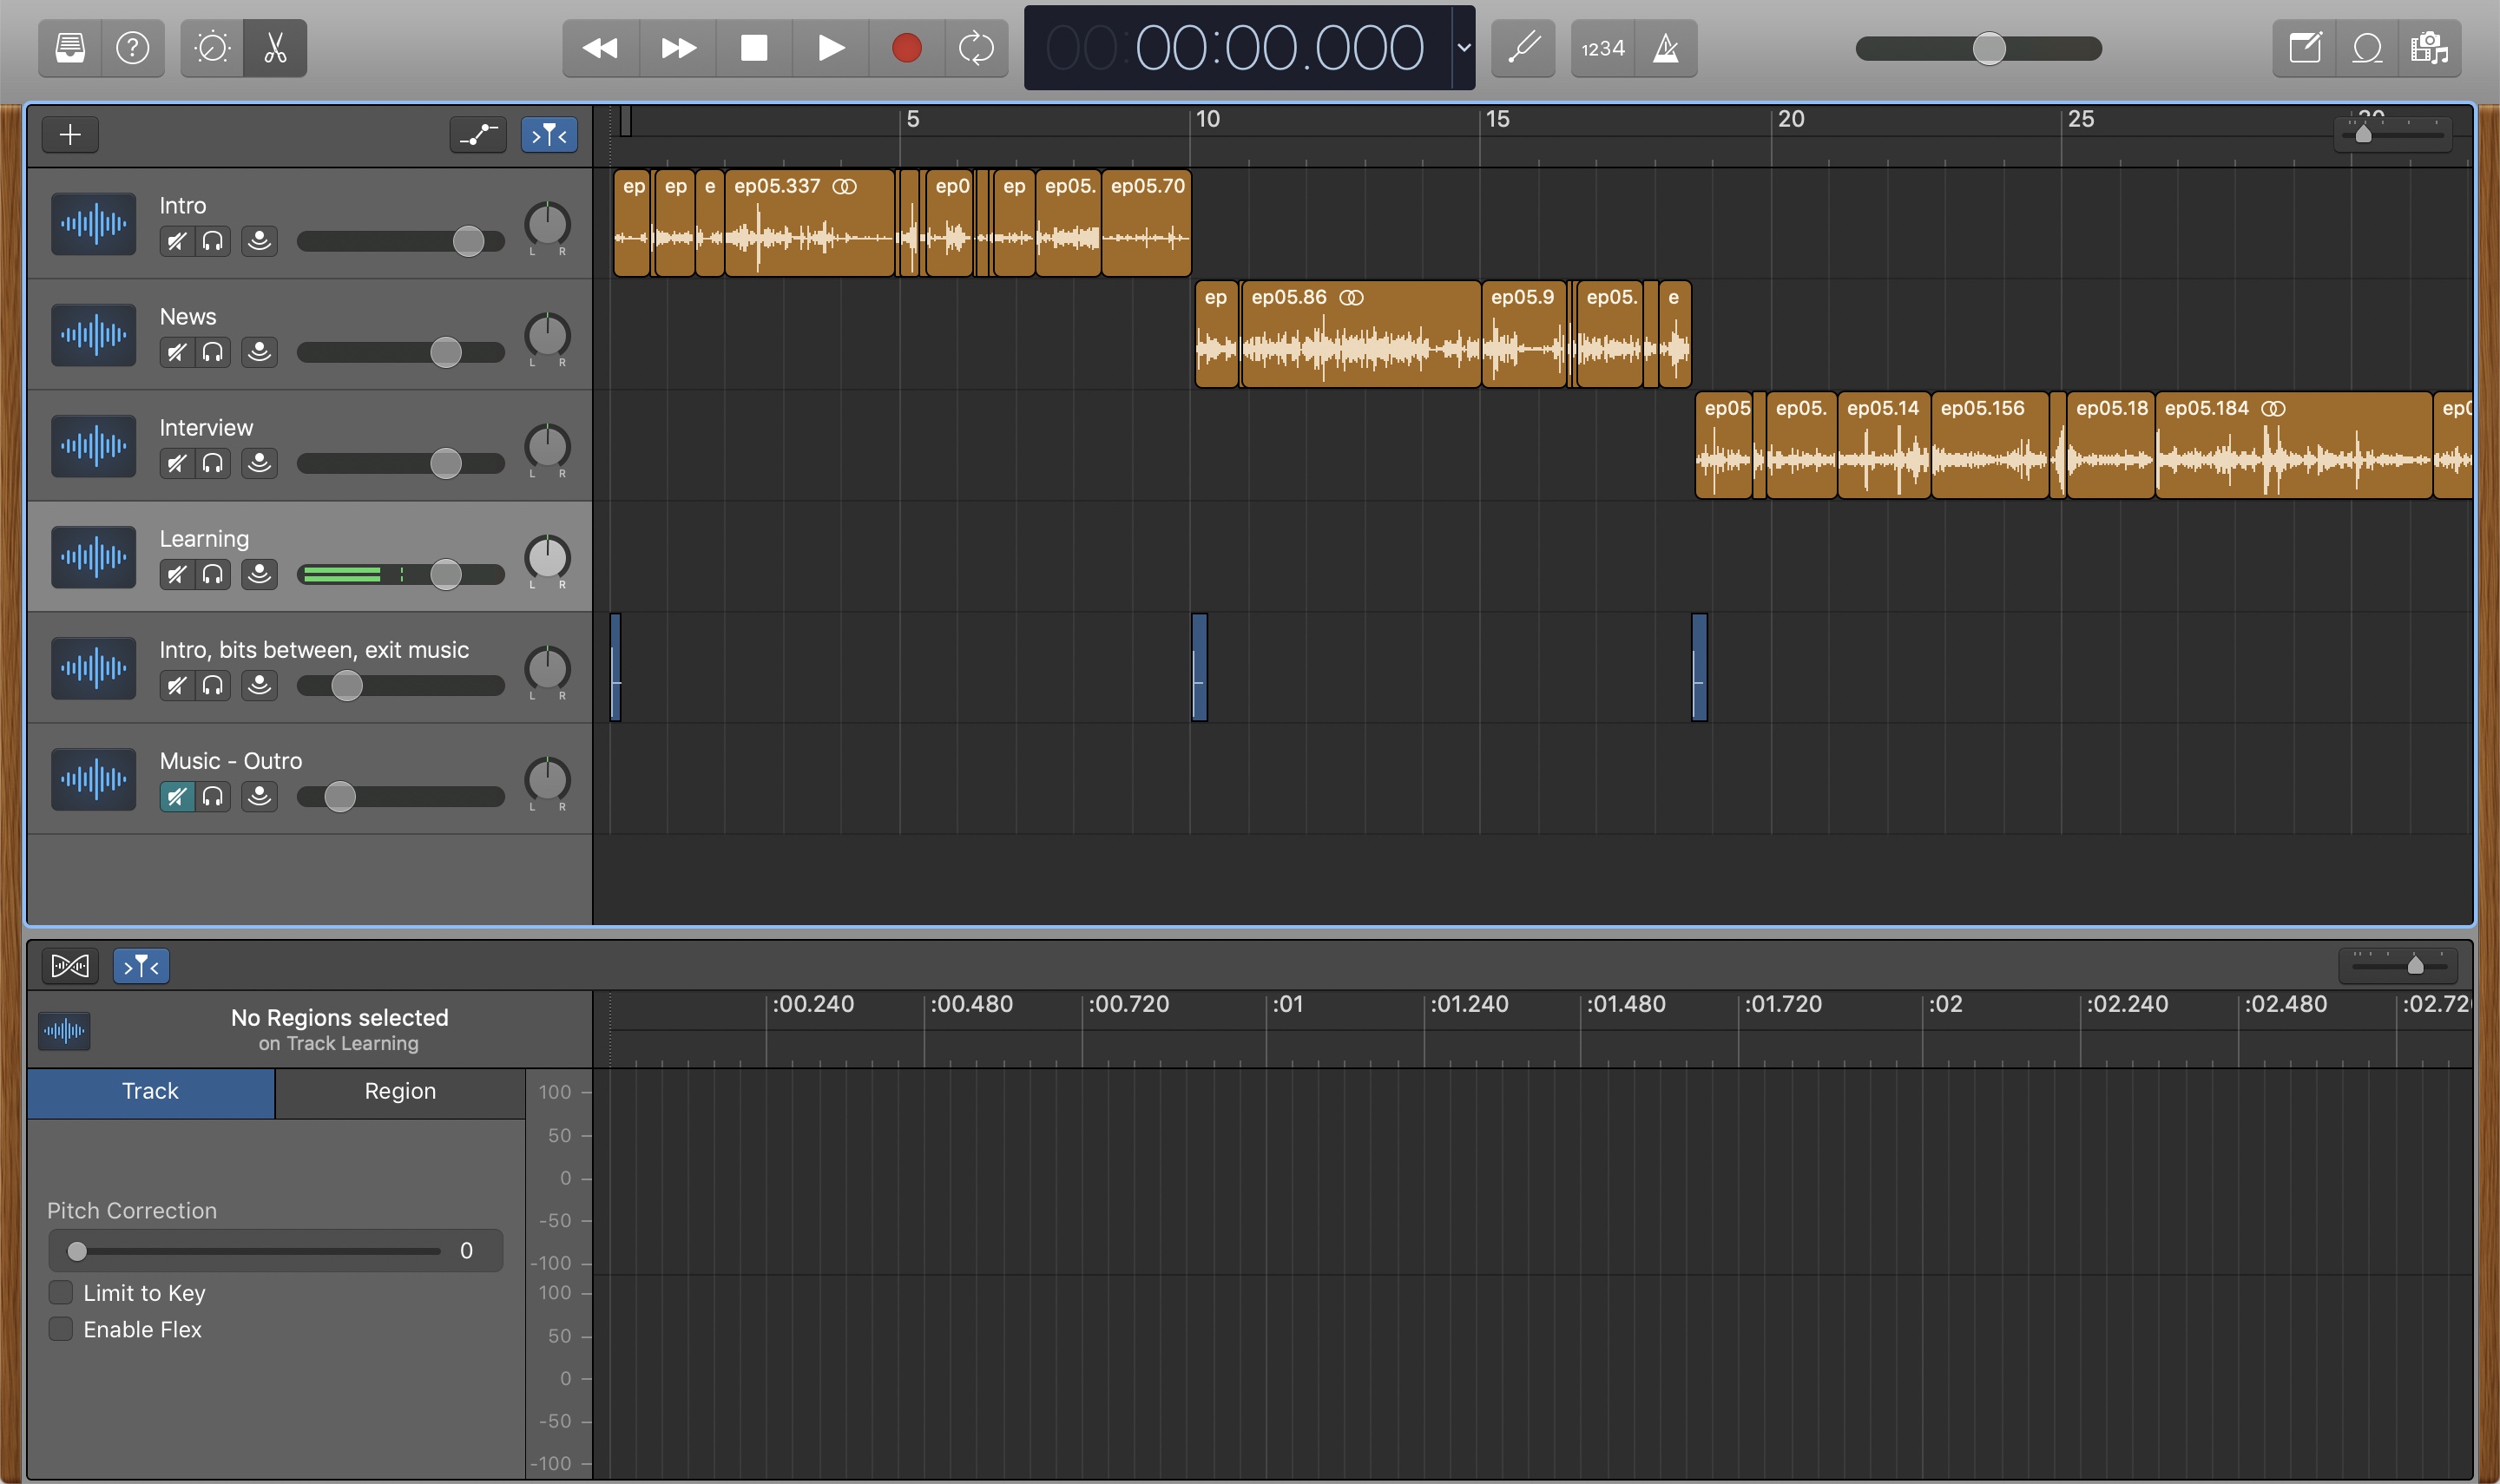 00:00:00.000
1234
5 10 15 20 25 30
Intro
L R
ep ep e ep05.337 ep0 ep ep05. ep05.70
News
L R
ep ep05.86 ep05.9 ep05. e
Interview
L R
ep05 ep05. ep05.14 ep05.156 ep05.18 ep05.184 ep0
Learning
L R
Intro, bits between, exit music
L R
Music - Outro
L R
:00.240 :00.480 :00.720 :01 :01.240 :01.480 :01.720 :02 :02.240 :02.480 :02.72
No Regions selected
on Track Learning
Track Region
100
50
0
-50
-100
Pitch Correction
0
Limit to Key
Enable Flex
100
50
0
-50
-100